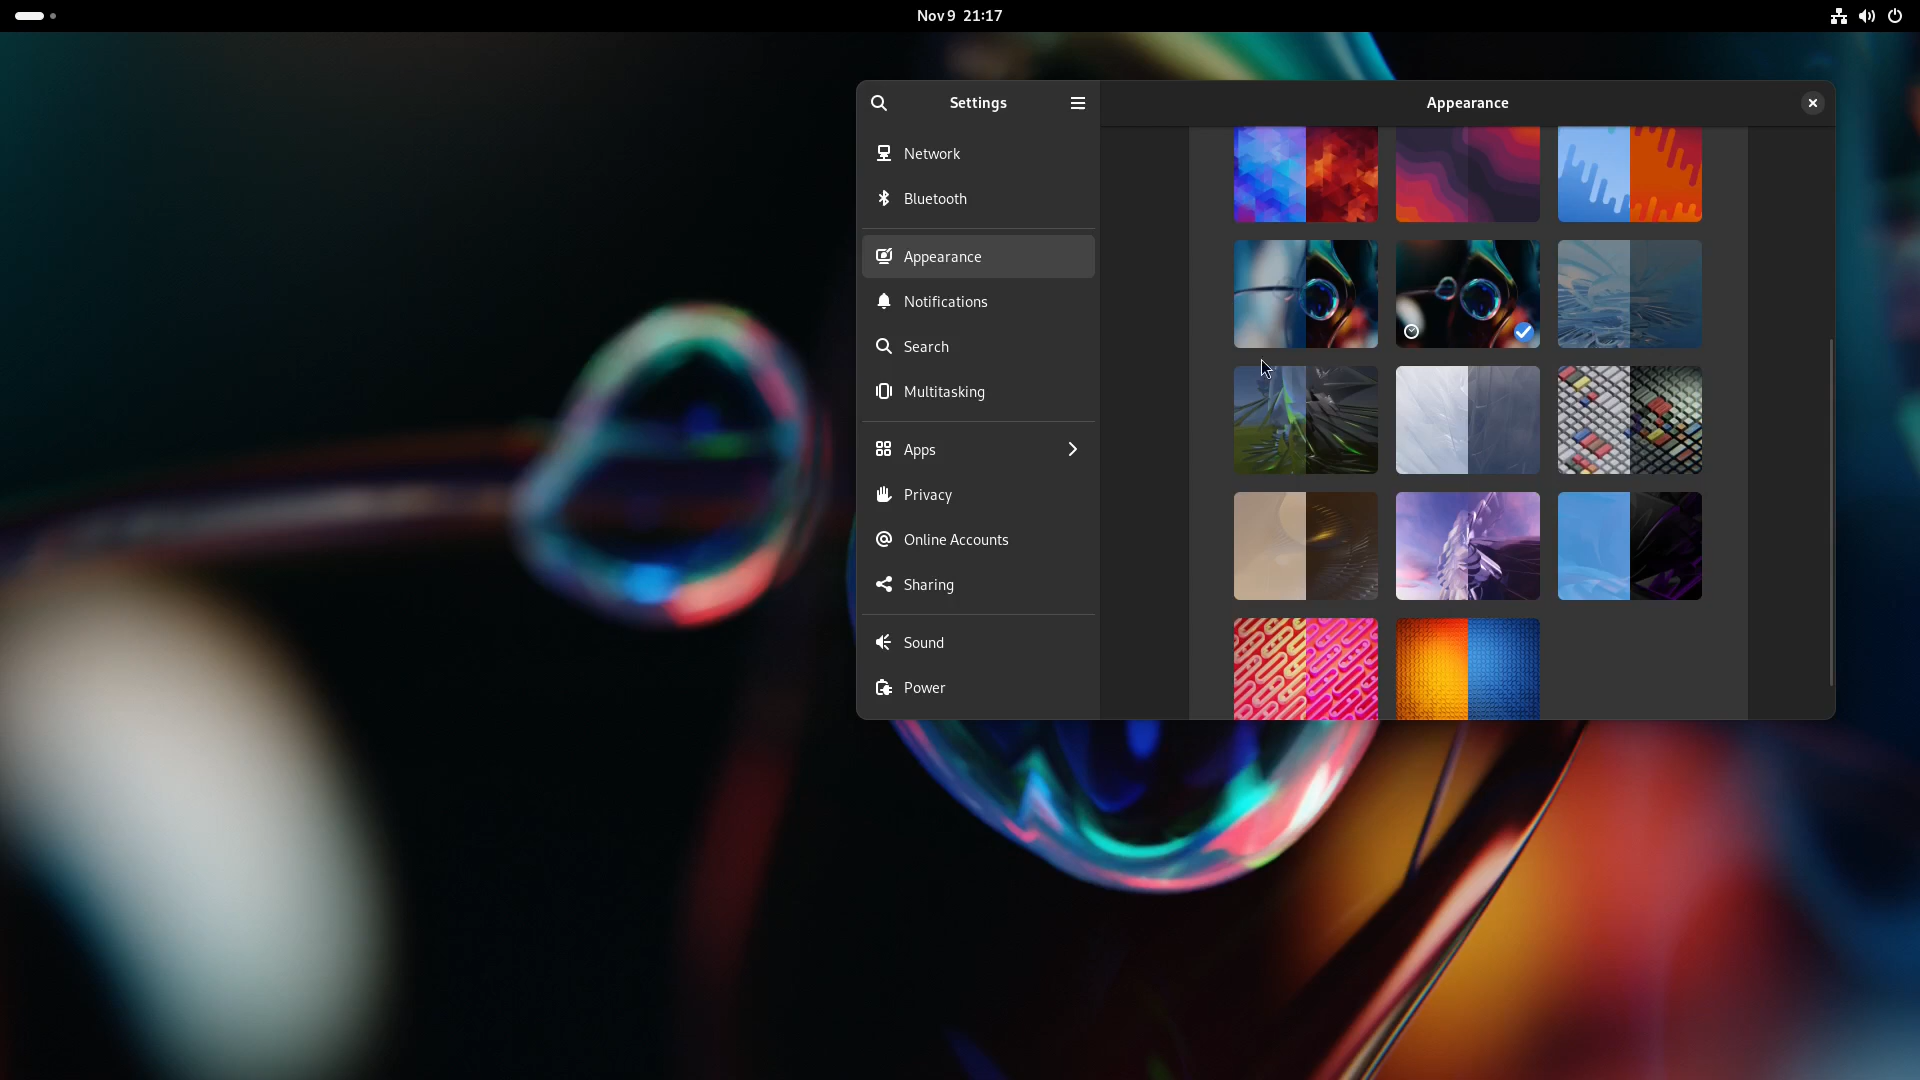 Nov 9 21:17
Settings
Appearance
Network
Bluetooth
Appearance
Notifications
Search
Multitasking
Apps
Privacy
Online Accounts
Sharing
Sound
Power